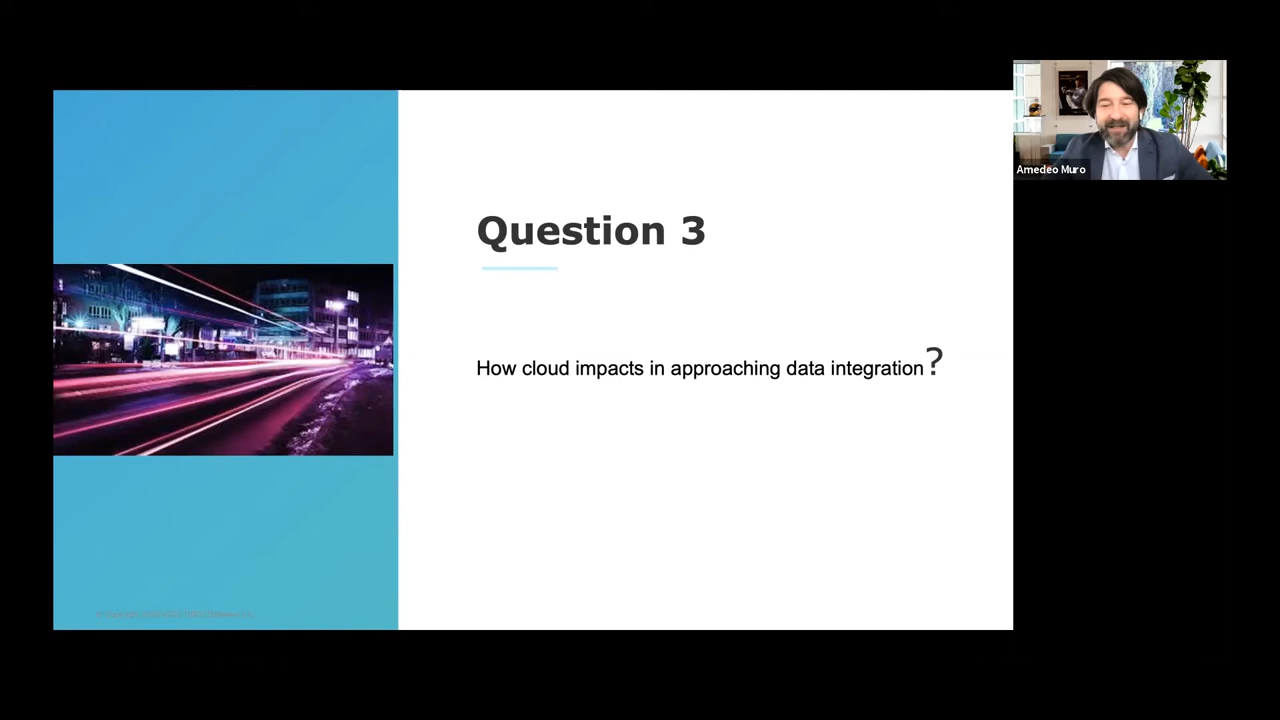 Amedeo Muro
Question 3
How cloud impacts in approaching data integration?